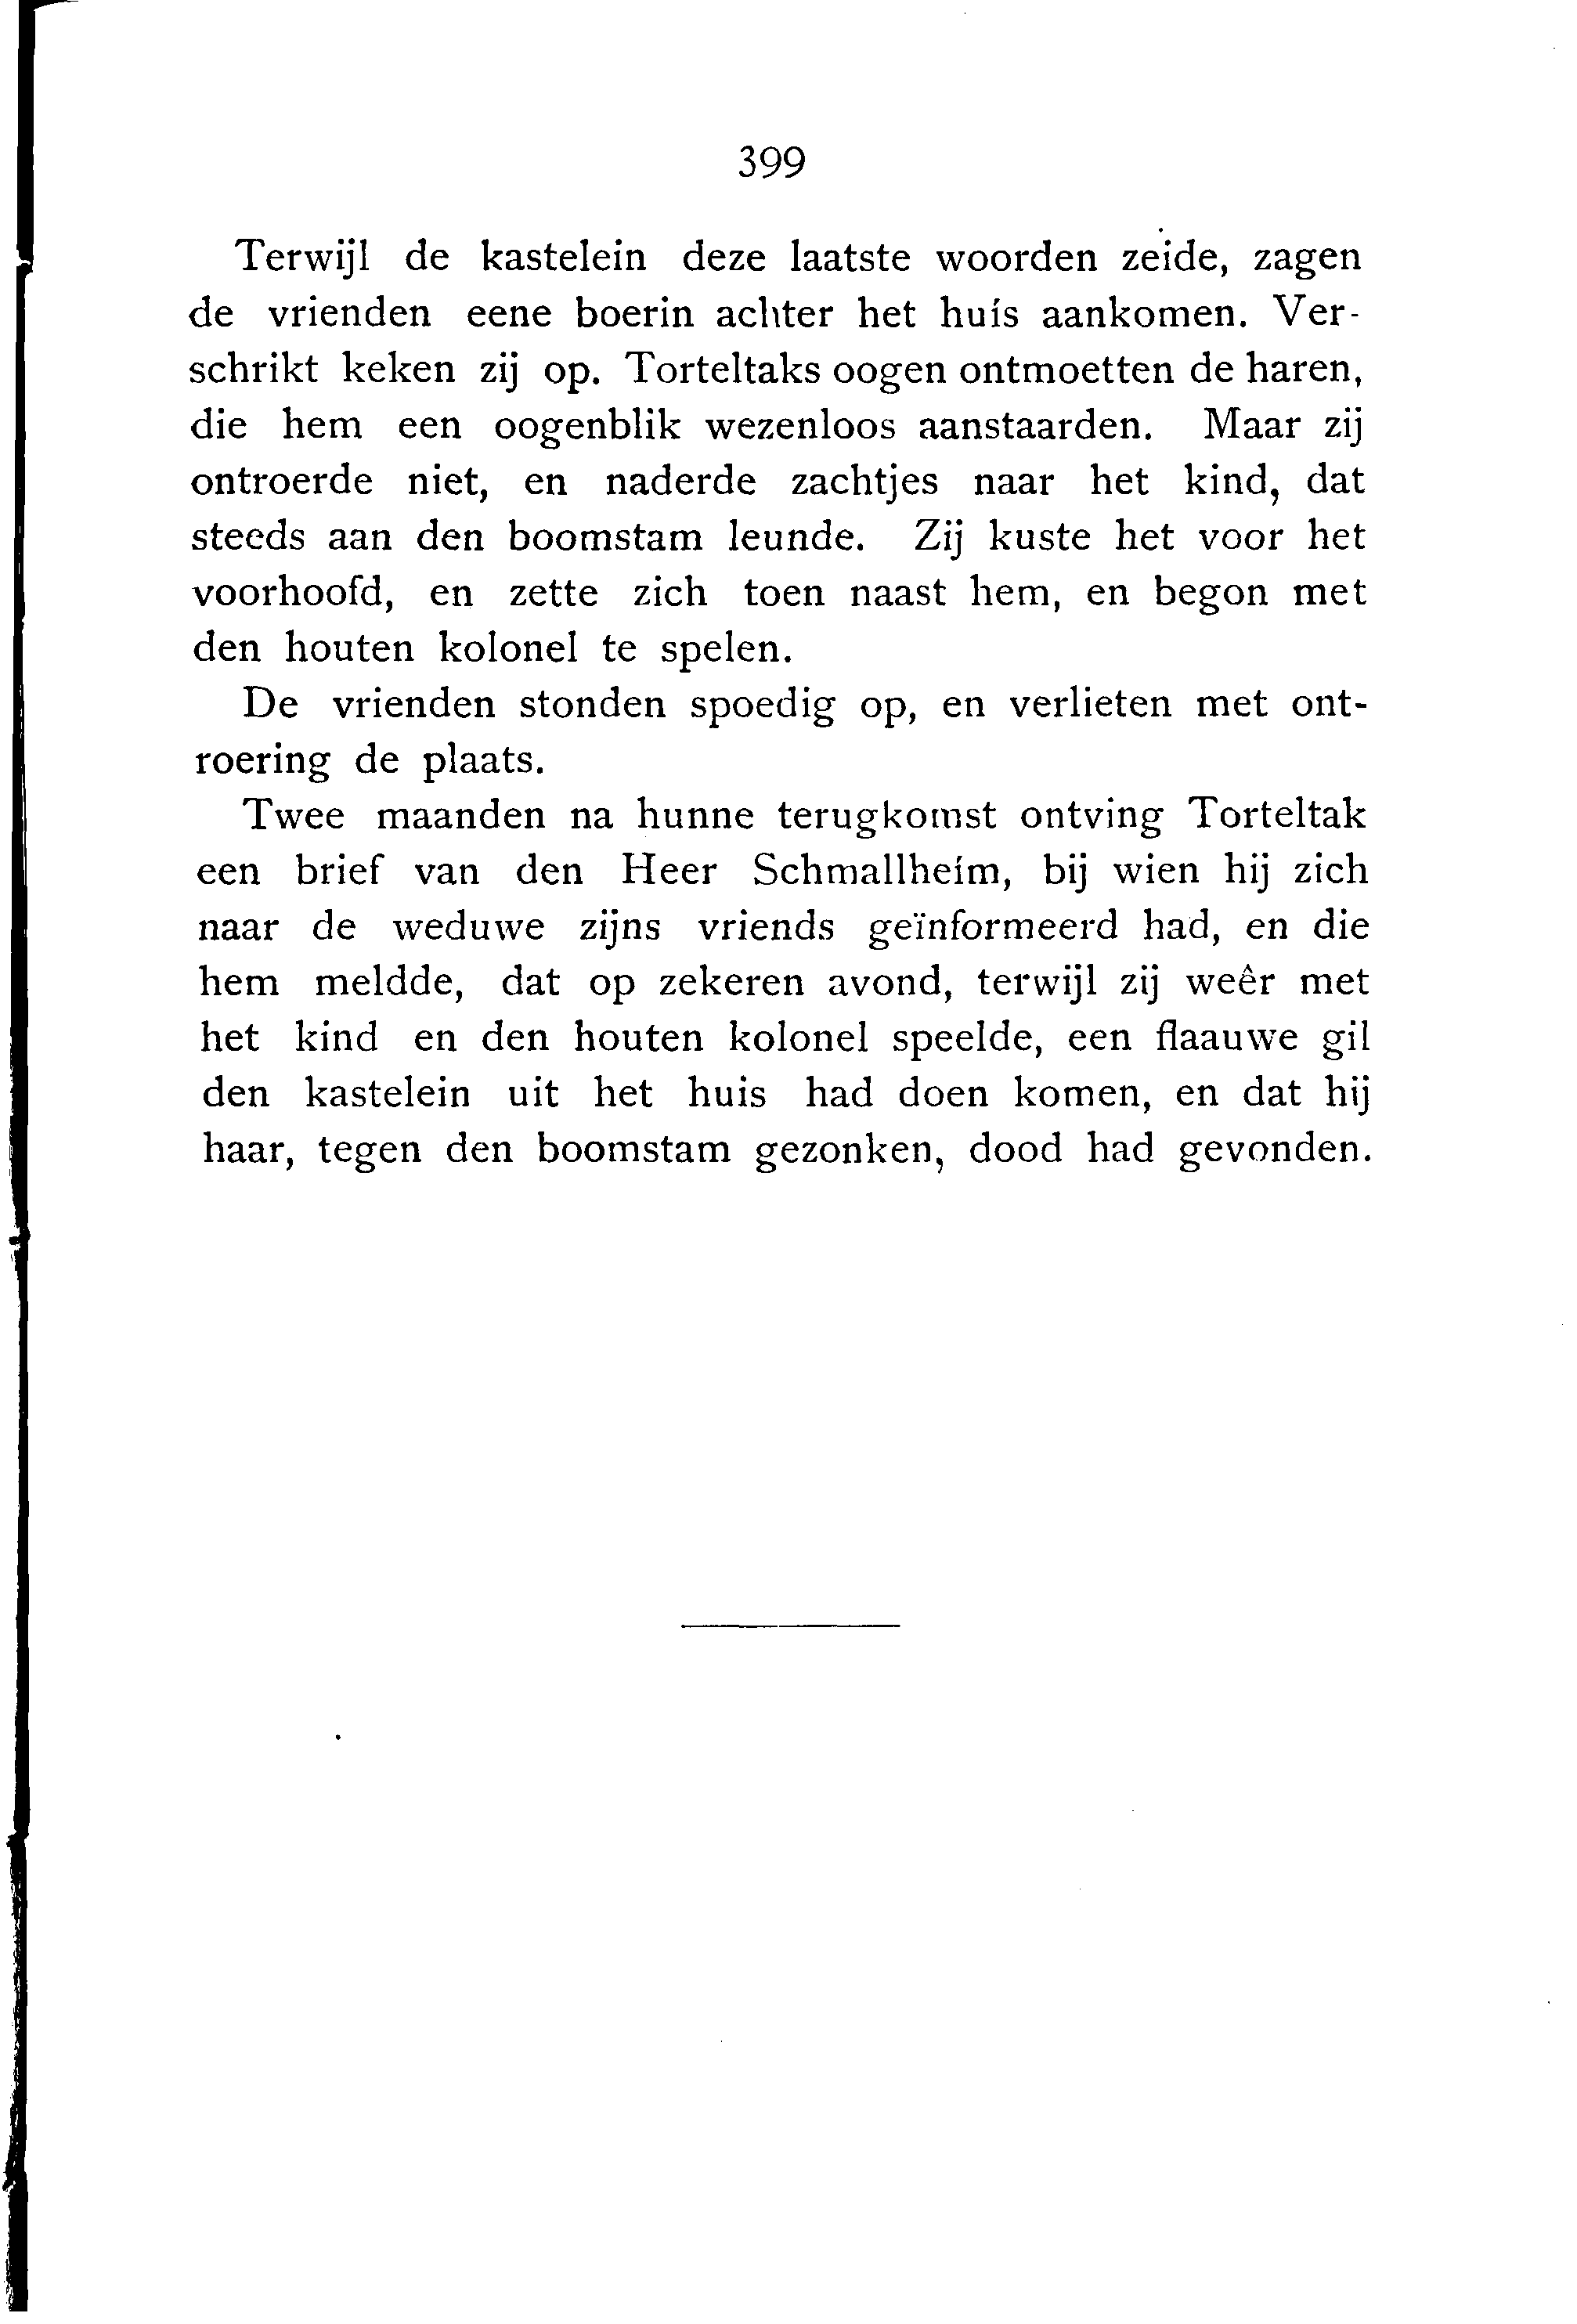 399
Terwijl de kastelein deze laatste woorden zeide, zagen
de vrienden eene boerin achter het huis aankomen. Ver-
schrikt keken zij op. Torteltaks oogen ontmoetten de haren,
die hem een oogenblik wezenloos aanstaarden. Maar zij
ontroerde niet, en naderde zachtjes naar het kind, dat
steeds aan den boomstam leunde. Zij kuste het voor het
voorhoofd, en zette zich toen naast hem, en begon met
den houten kolonel te spelen.
De vrienden stonden spoedig op, en verlieten met ont-
roering de plaats.
Twee maanden na hunne terugkomst ontving Torteltak
een brief van den Heer Schmallheim, bij wien hij zich
naar de weduwe zijns vriends geïnformeerd had, en die
hem meldde, dat op zekeren avond, terwijl zij weêr met
het kind en den houten kolonel speelde, een flaauwe gil
den kastelein uit het huis had doen komen, en dat hij
haar, tegen den boomstam gezonken, dood had gevonden.